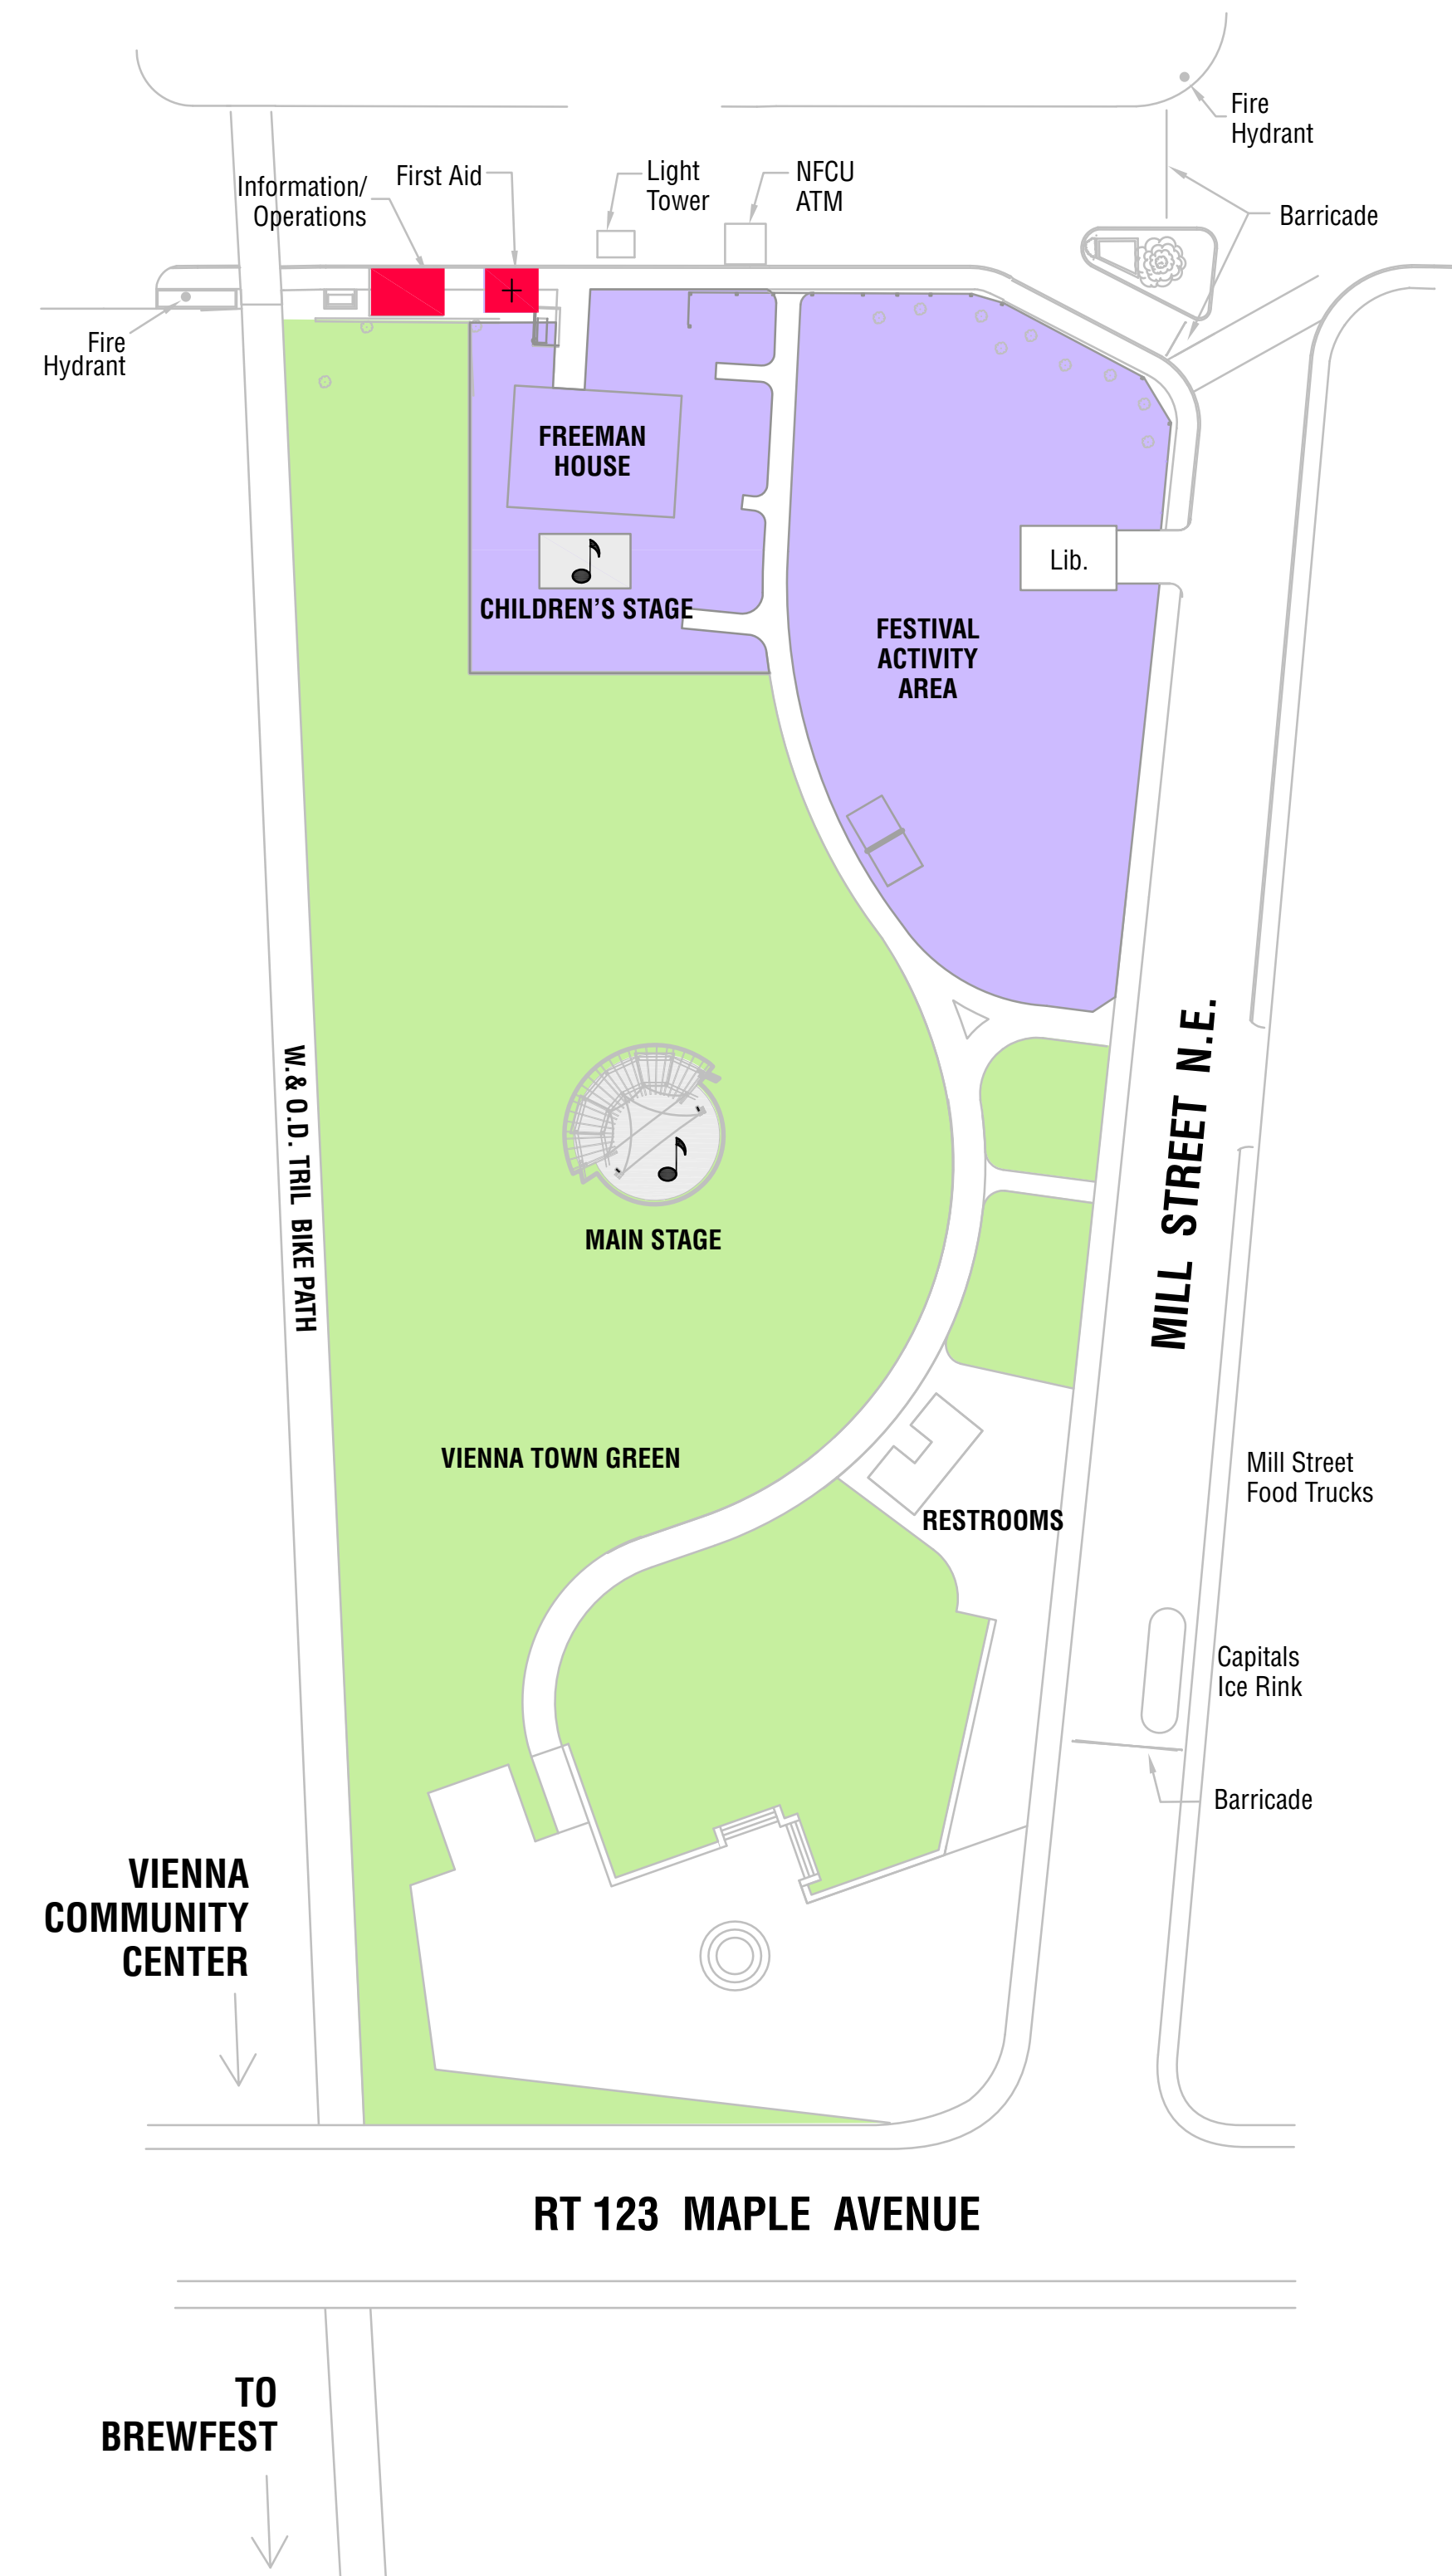 Fire
Hydrant
First Aid
Light
Tower
NFCU
ATM
Information/
Operations
Barricade
Fire
Hydrant
FREEMAN
HOUSE
Lib.
CHILDREN'S STAGE
FESTIVAL
ACTIVITY
AREA
W.& O.D. TRIL BIKE PATH
MILL STREET N.E.
MAIN STAGE
VIENNA TOWN GREEN
Mill Street
Food Trucks
RESTROOMS
Capitals
Ice Rink
Barricade
VIENNA
COMMUNITY
CENTER
RT 123 MAPLE AVENUE
TO
BREWFEST